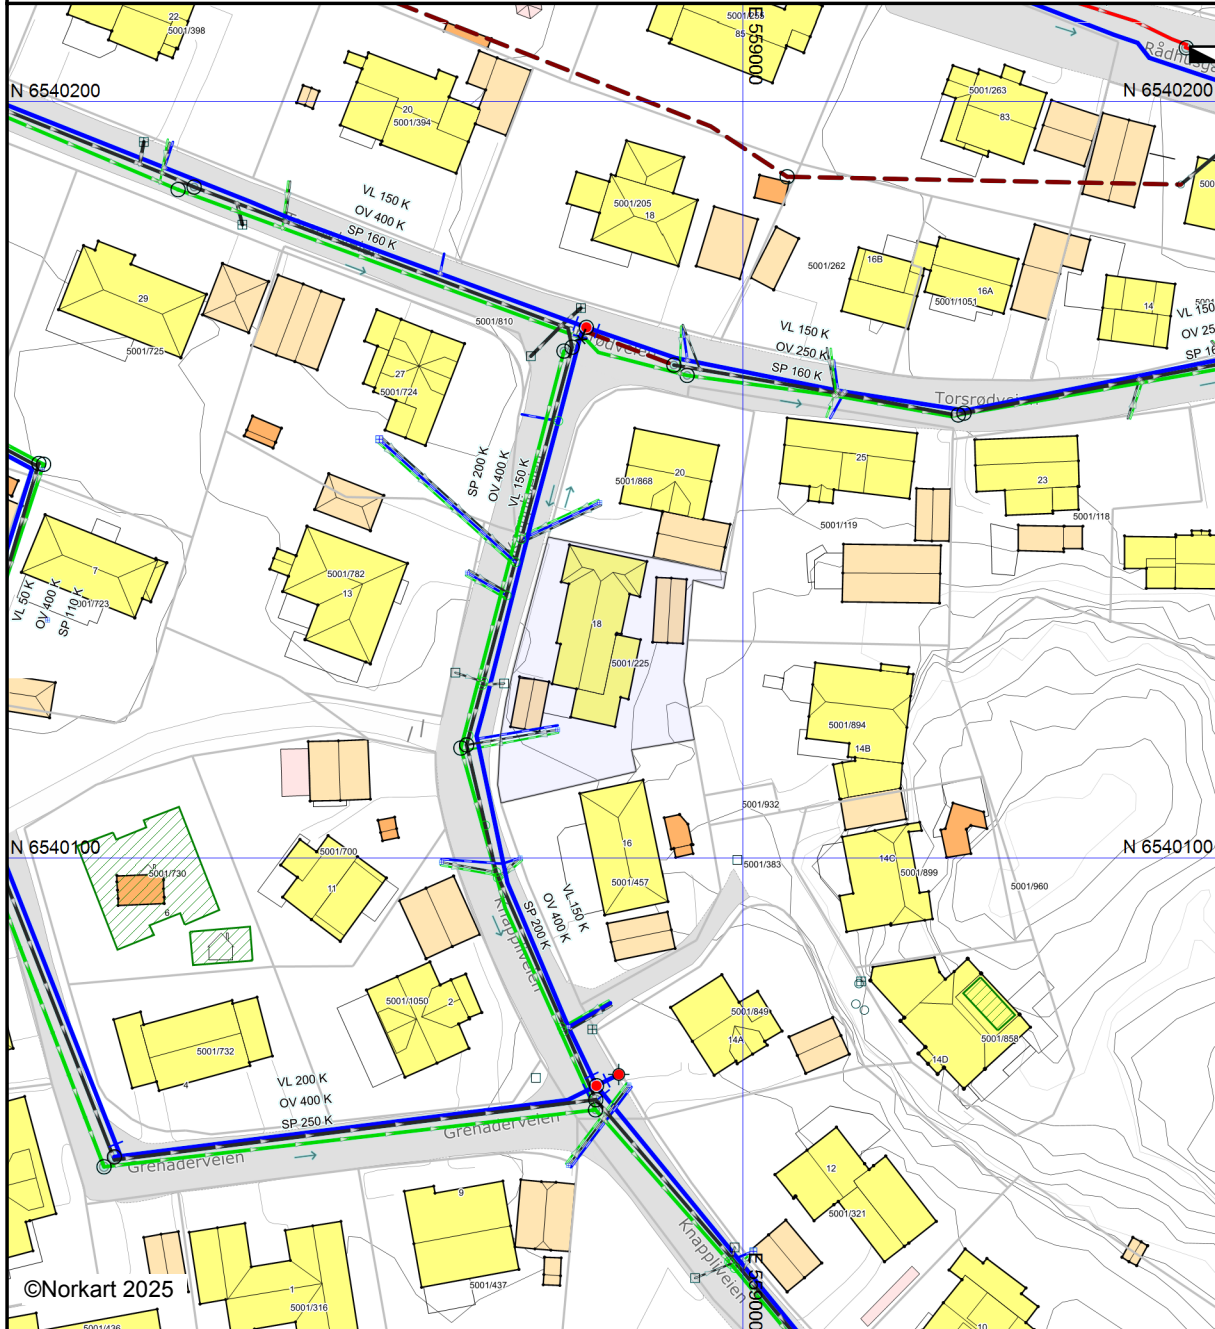 22
5001/398
5001/255
85
E 559000
Rådhusga
N 6540200
N 6540200
20
5001/394
5001/263
83
VL 150 K
OV 400 K
SP 160 K
5001/205
18
5001/262
16B
16A
5001/1051
14
29
5001/725
5001/810
27
5001/724
VL 150 K
OV 250 K
SP 160 K
VL 150
Torsrødveien
SP 200 K
OV 400 K
VL 150 K
20
5001/868
25
5001/119
23
5001/118
7
VL 50 K
OV 400 K
SP 110 K
5001/782
13
18
5001/225
5001/894
14B
5001/932
N 6540100
N 6540100
5001/700
11
5001/730
6
16
5001/457
5001/383
14C
5001/899
5001/960
VL 150 K
OV 400 K
SP 200 K
Knappliveien
5001/1050
2
5001/732
4
5001/849
14A
5001/858
14D
VL 200 K
OV 400 K
SP 250 K
Grenaderveien
Grenaderveien
12
5001/321
9
5001/437
Knappliveien
E 559000
1
5001/316
5001/436
10
©Norkart 2025